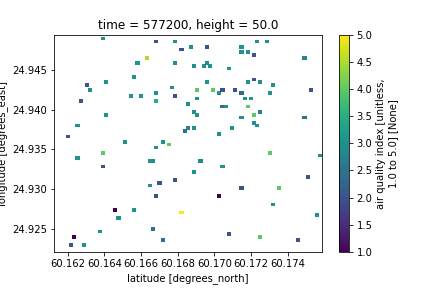 time = 577200, height = 50.0
longitude [degrees_east]
24.945
24.940
24.935
24.930
24.925
60.162 60.164 60.166 60.168 60.170 60.172 60.174
latitude [degrees_north]
5.0
4.5
4.0
3.5
3.0
2.5
2.0
1.5
1.0
air quality index [unitless,
1.0 to 5.0] [None]